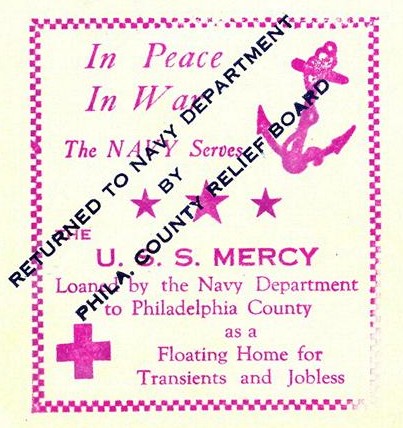 In Peace
In War
The NAVY Serves
THE
U. S. S. MERCY
Loaned by the Navy Department
to Philadelphia County
as a
Floating Home for
Transients and Jobless
RETURNED TO NAVY DEPARTMENT
BY
PHILA. COUNTY RELIEF BOARD